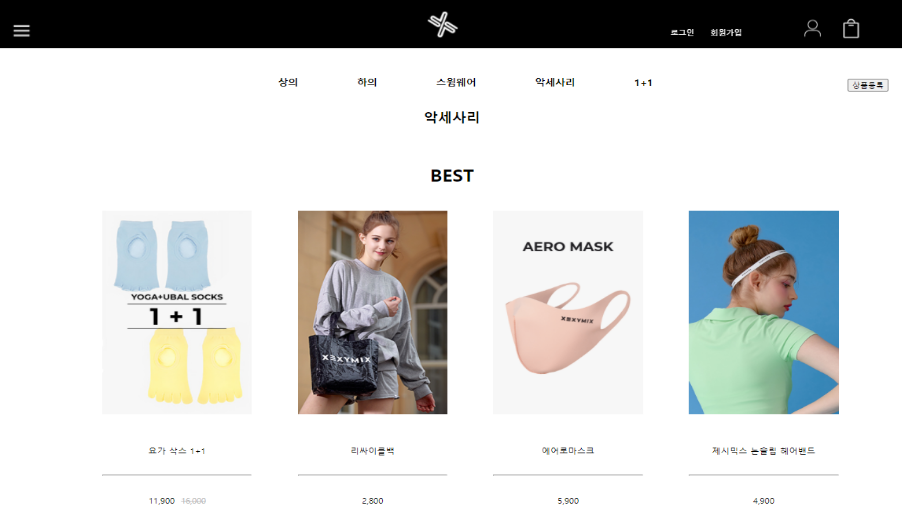 로그인 회원가입
상의 하의 스윔웨어 악세사리 1+1
상품등록
악세사리
BEST
YOGA+UBAL SOCKS
1 + 1
XEXYMIX
AERO MASK
XEXYMIX
요가 삭스 1+1 리싸이클백 에어로마스크 제시믹스 논슬립 헤어밴드
11,900 16,000 2,800 5,900 4,900